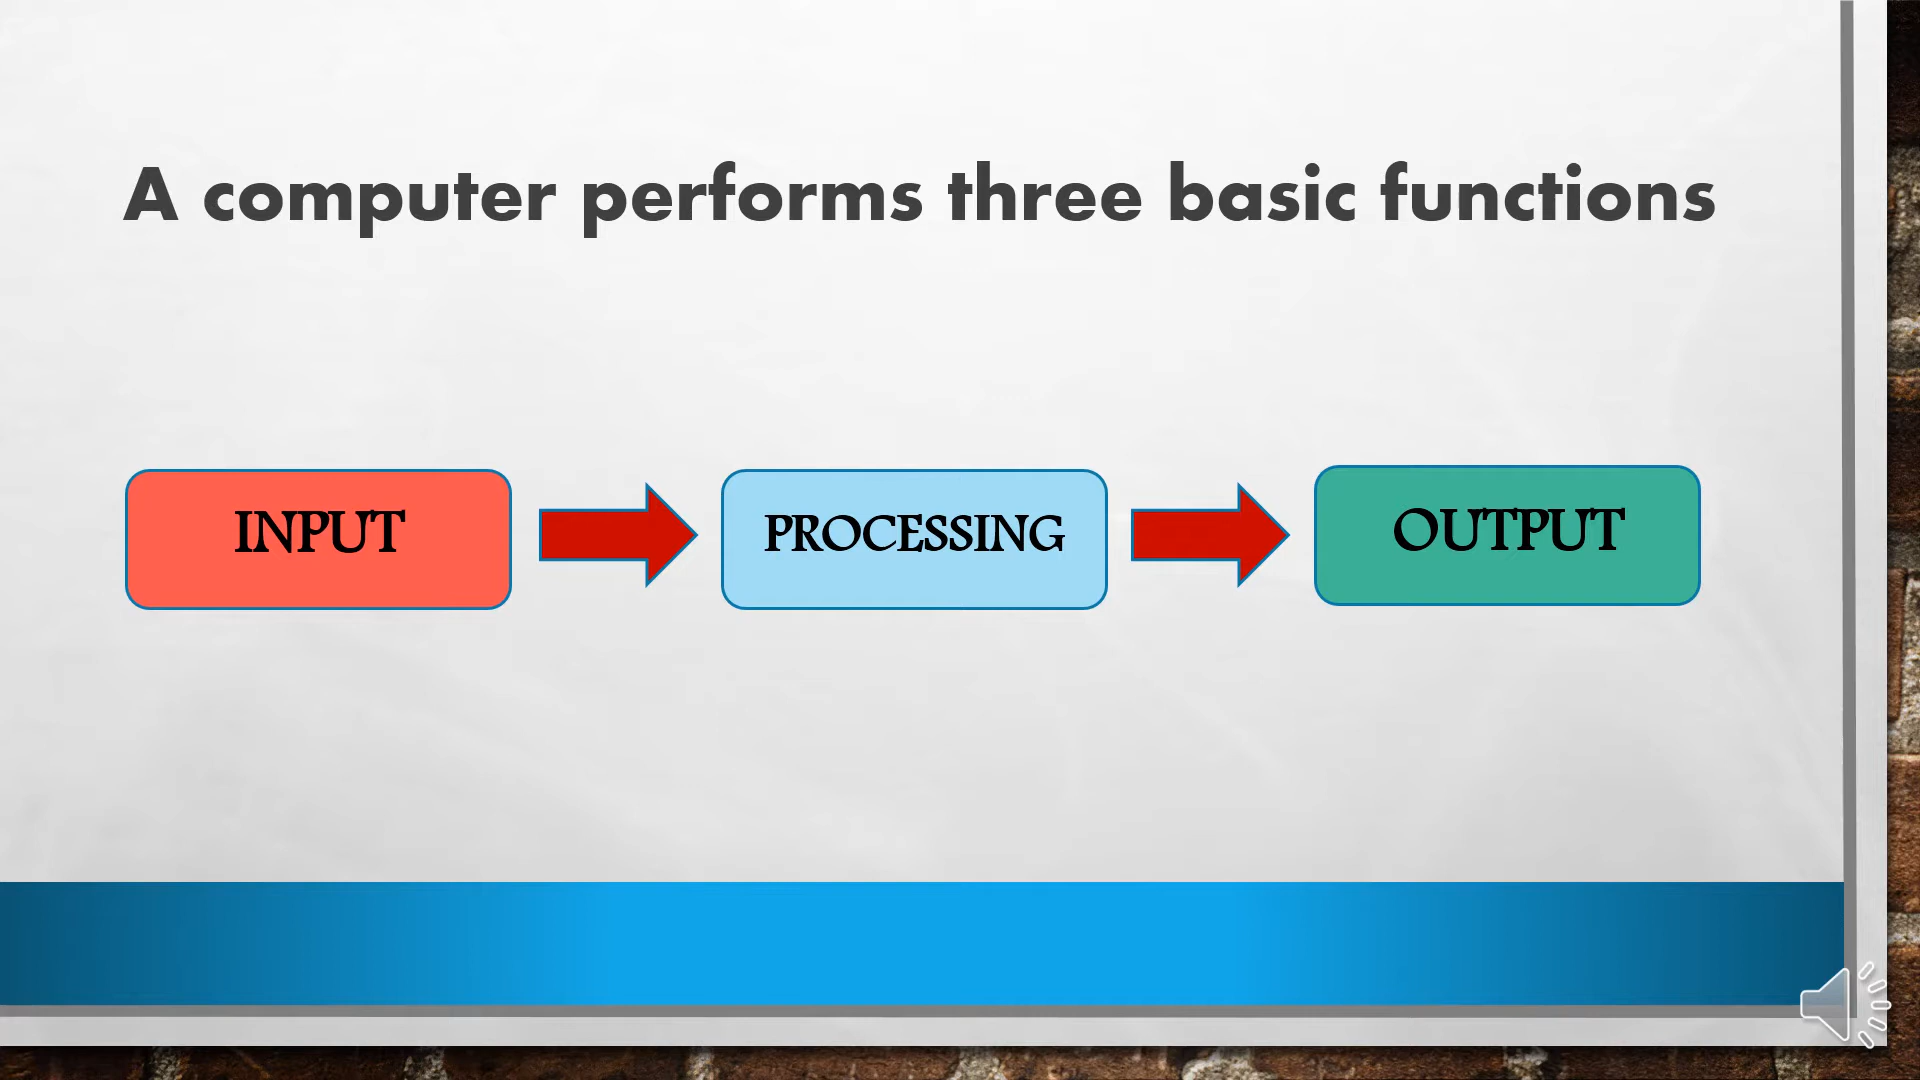 A computer performs three basic functions
INPUT
PROCESSING
OUTPUT